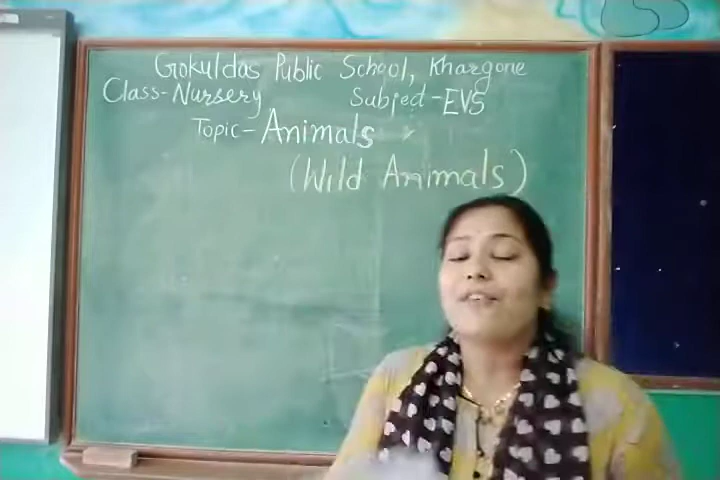 Gokuldas Public School, Khargone
Class-Nursery Subject-EVS
Topic-Animals
(Wild Animals)